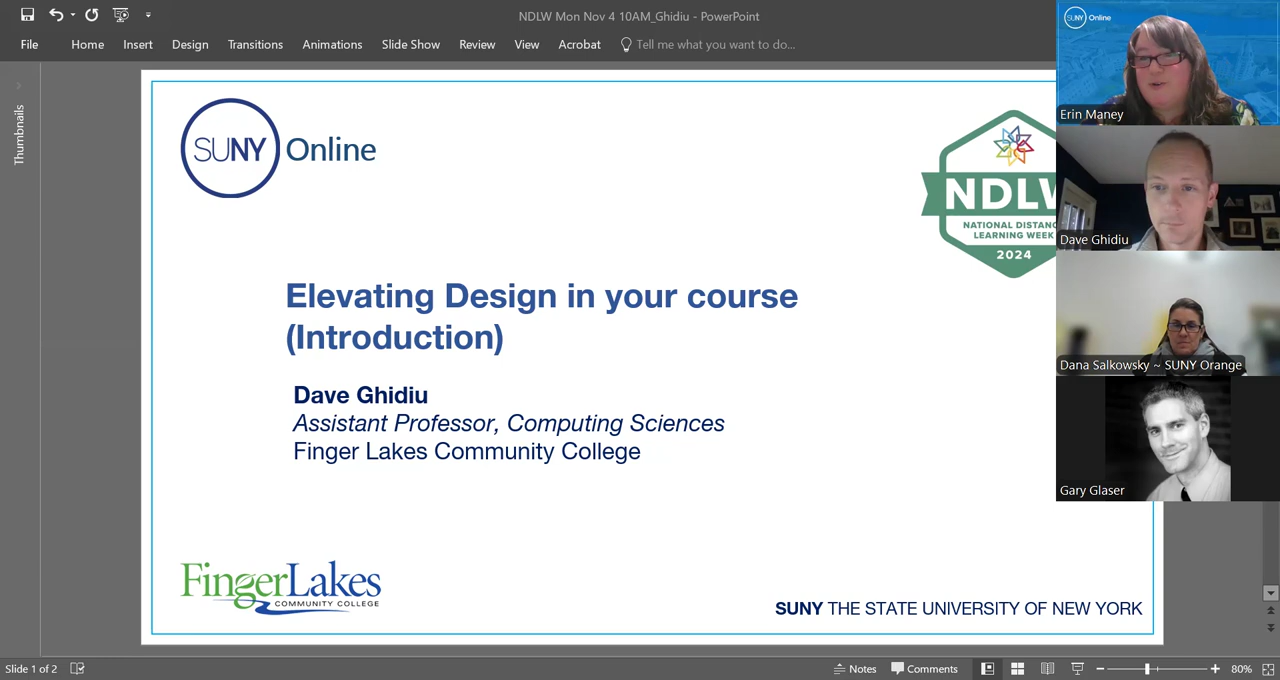 NDLW Mon Nov 4 10AM_Ghidiu - PowerPoint
File Home Insert Design Transitions Animations Slide Show Review View Acrobat Tell me what you want to do...
Thumbnails
SUNY Online
SUNY Online
Erin Maney
Dave Ghidiu
Dana Salkowsky ~ SUNY Orange
Gary Glaser
NDLW
NATIONAL DISTANC
LEARNING WEEK
2024
Elevating Design in your course
(Introduction)
Dave Ghidiu
Assistant Professor, Computing Sciences
Finger Lakes Community College
FingerLakes
COMMUNITY COLLEGE
SUNY THE STATE UNIVERSITY OF NEW YORK
Slide 1 of 2 Notes Comments 80%